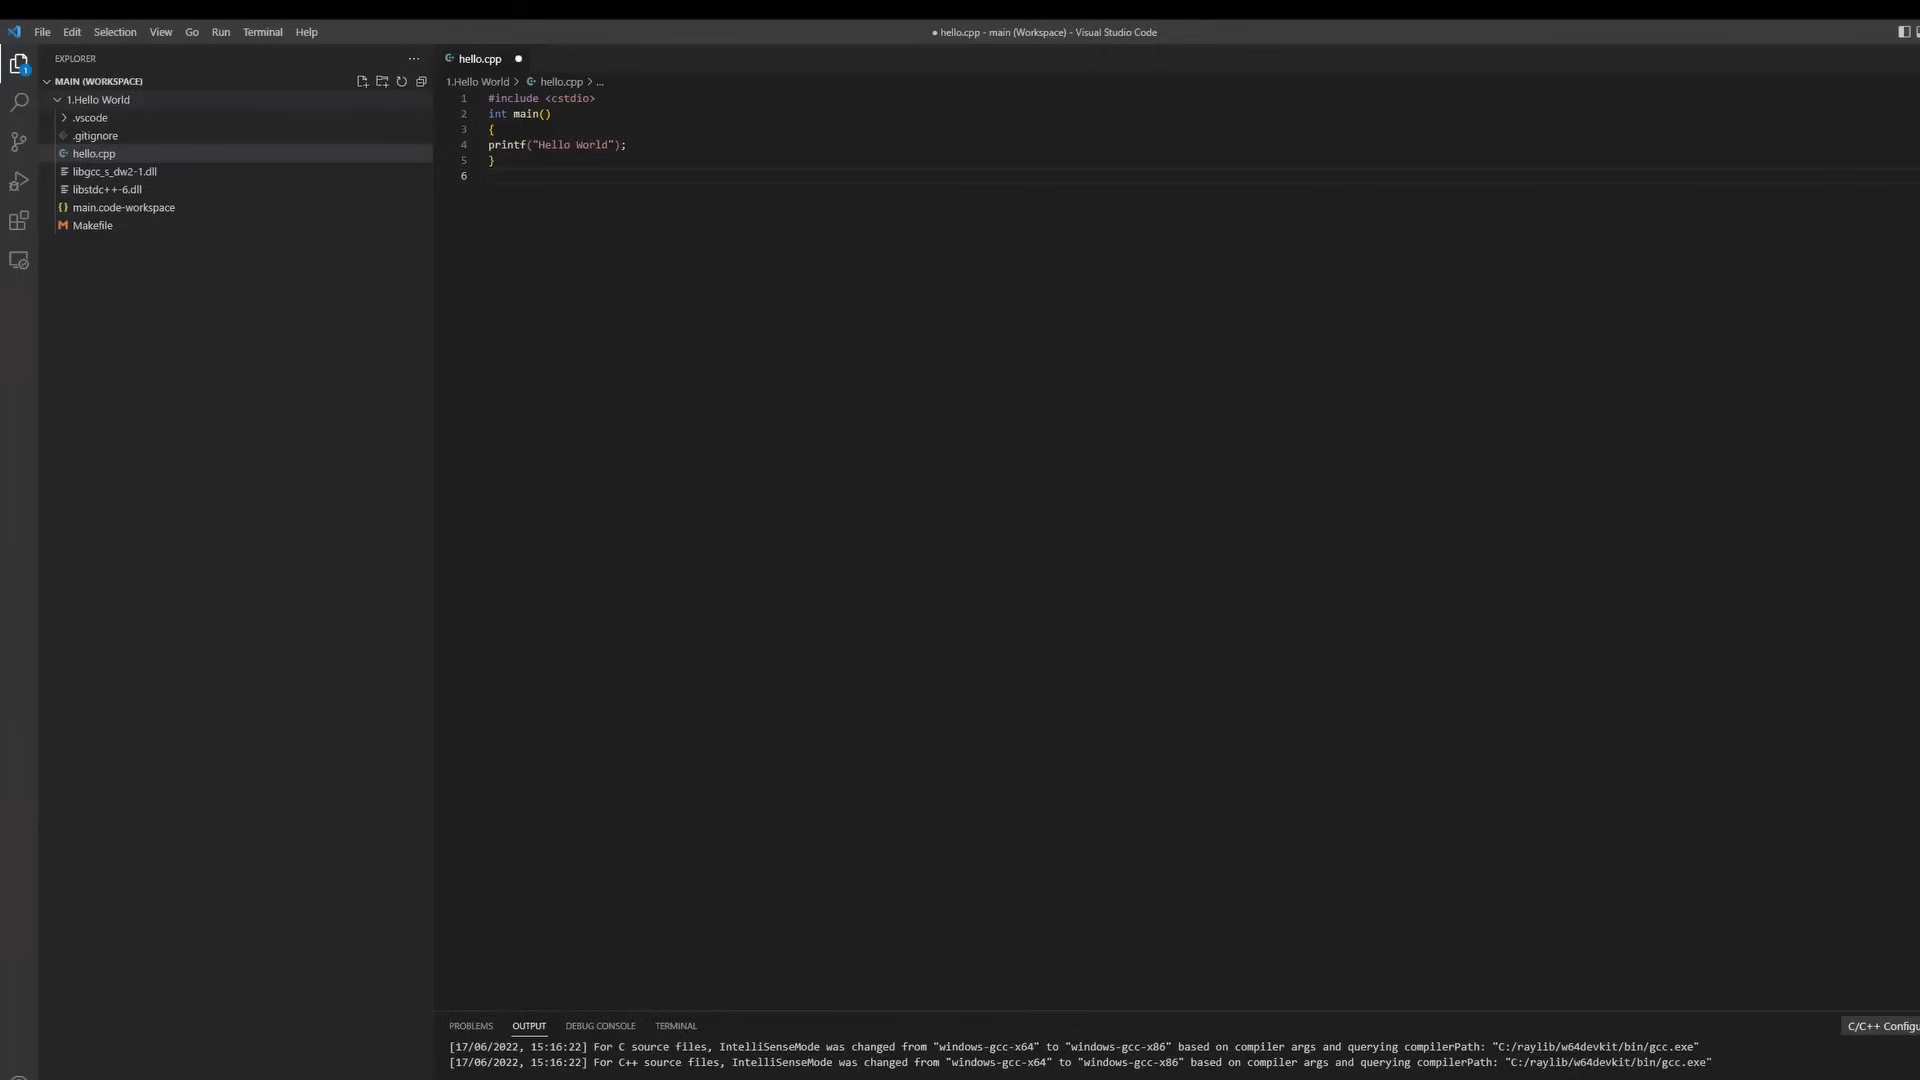 File Edit Selection View Go Run Terminal Help
● hello.cpp - main (Workspace) - Visual Studio Code
EXPLORER
1
MAIN (WORKSPACE)
1.Hello World
.vscode
.gitignore
hello.cpp
libgcc_s_dw2-1.dll
libstdc++-6.dll
main.code-workspace
Makefile
hello.cpp
1.Hello World > hello.cpp > ...
1 #include <cstdio>
2 int main()
3 {
4 printf("Hello World");
5 }
6
PROBLEMS OUTPUT DEBUG CONSOLE TERMINAL
C/C++ Configu
[17/06/2022, 15:16:22] For C source files, IntelliSenseMode was changed from "windows-gcc-x64" to "windows-gcc-x86" based on compiler args and querying compilerPath: "C:/raylib/w64devkit/bin/gcc.exe"
[17/06/2022, 15:16:22] For C++ source files, IntelliSenseMode was changed from "windows-gcc-x64" to "windows-gcc-x86" based on compiler args and querying compilerPath: "C:/raylib/w64devkit/bin/gcc.exe"